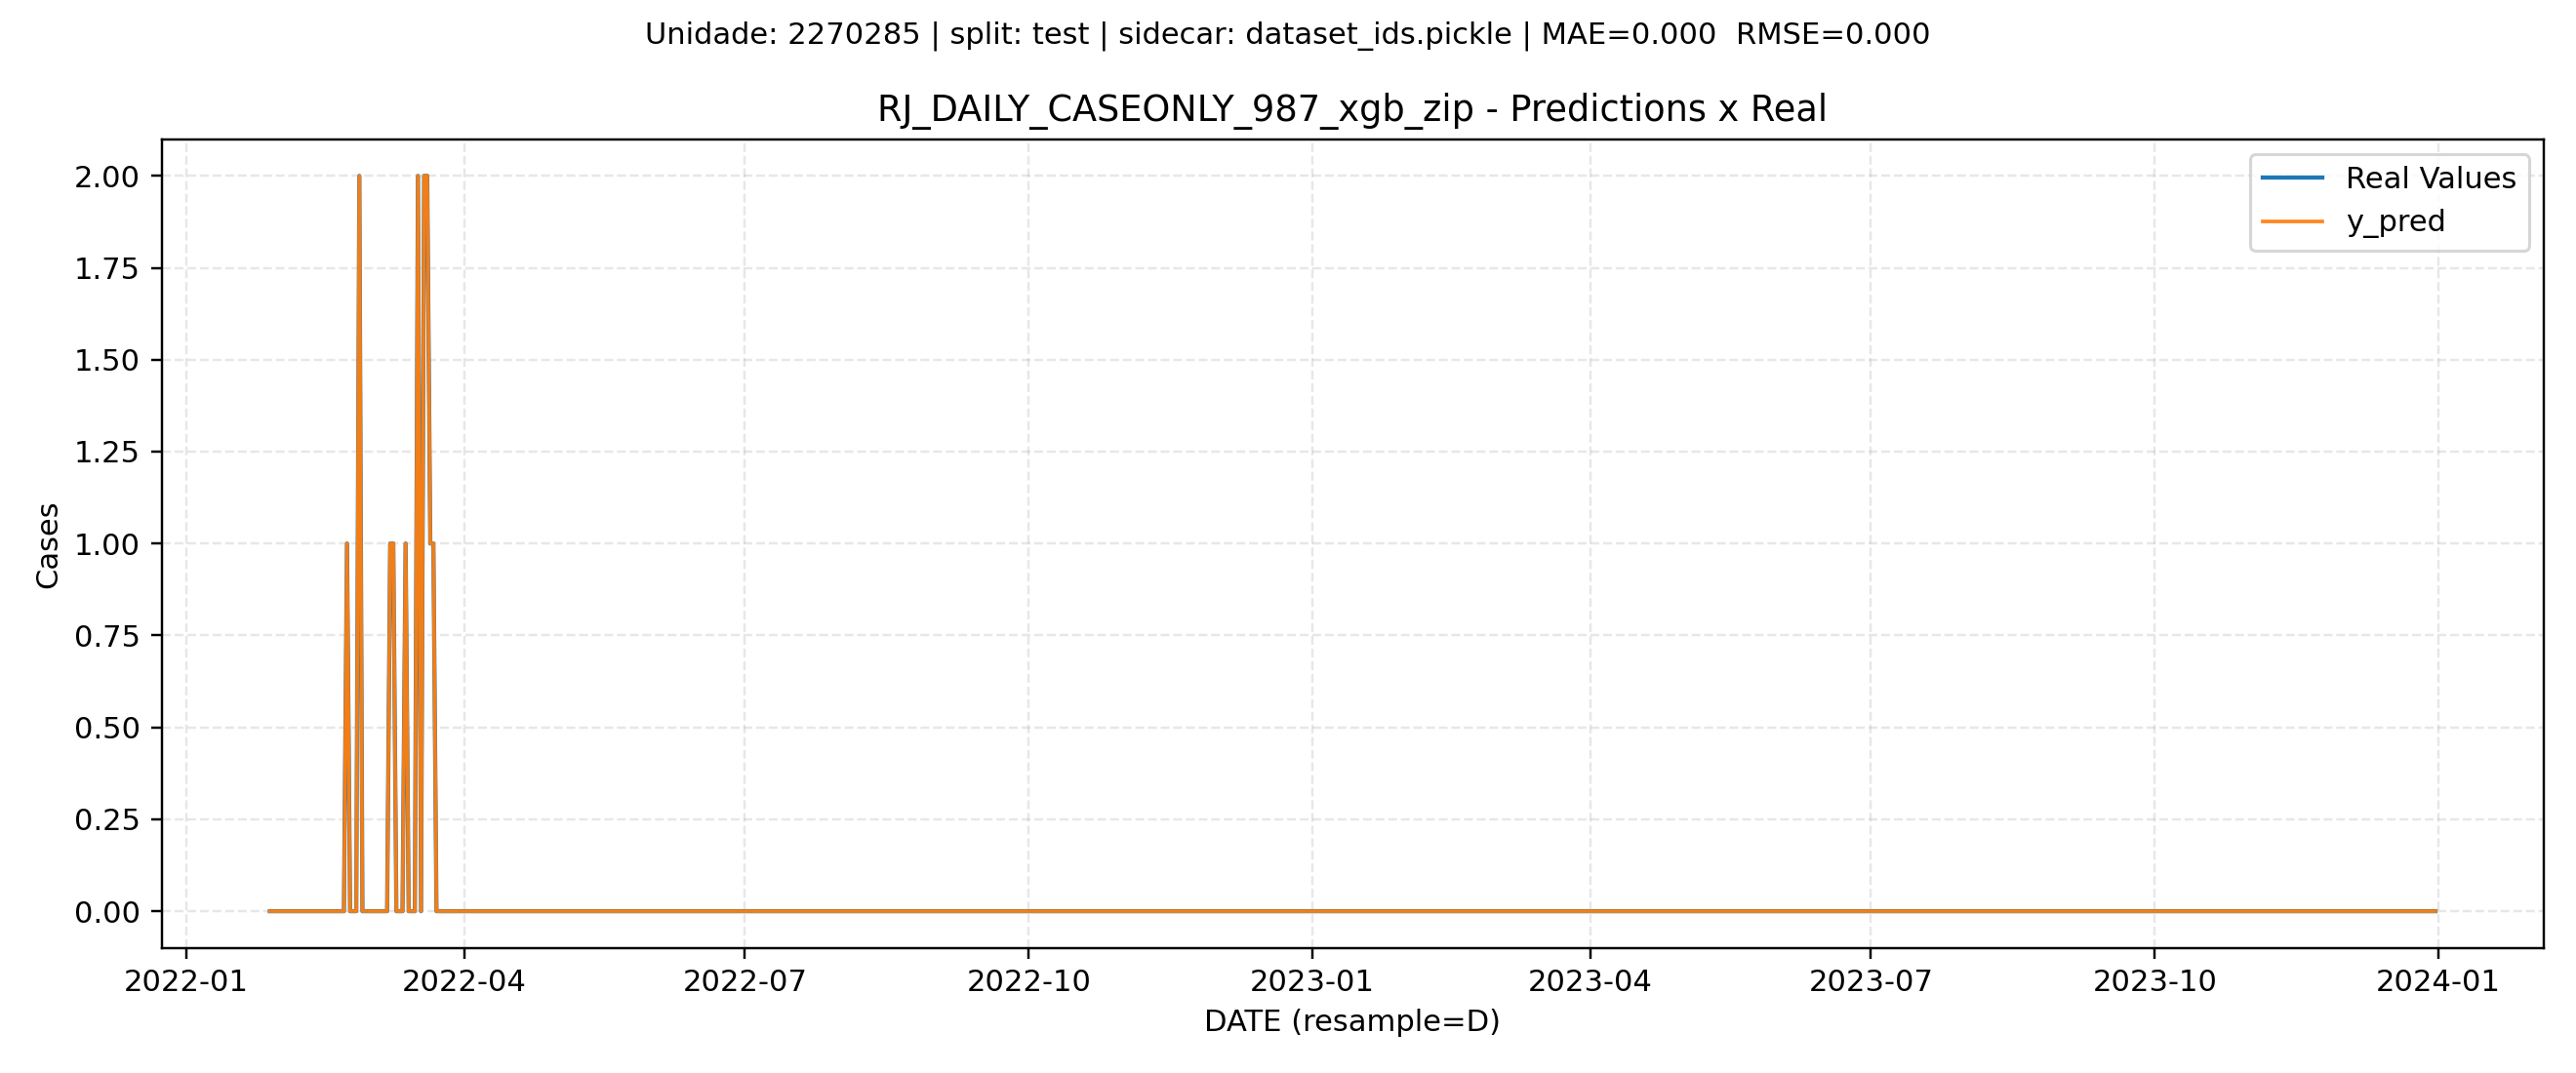 Unidade: 2270285 | split: test | sidecar: dataset_ids.pickle | MAE=0.000  RMSE=0.000
RJ_DAILY_CASEONLY_987_xgb_zip - Predictions x Real
Real Values
y_pred
2.00
1.75
1.50
1.25
1.00
0.75
0.50
0.25
0.00
Cases
2022-01 2022-04 2022-07 2022-10 2023-01 2023-04 2023-07 2023-10 2024-01
DATE (resample=D)